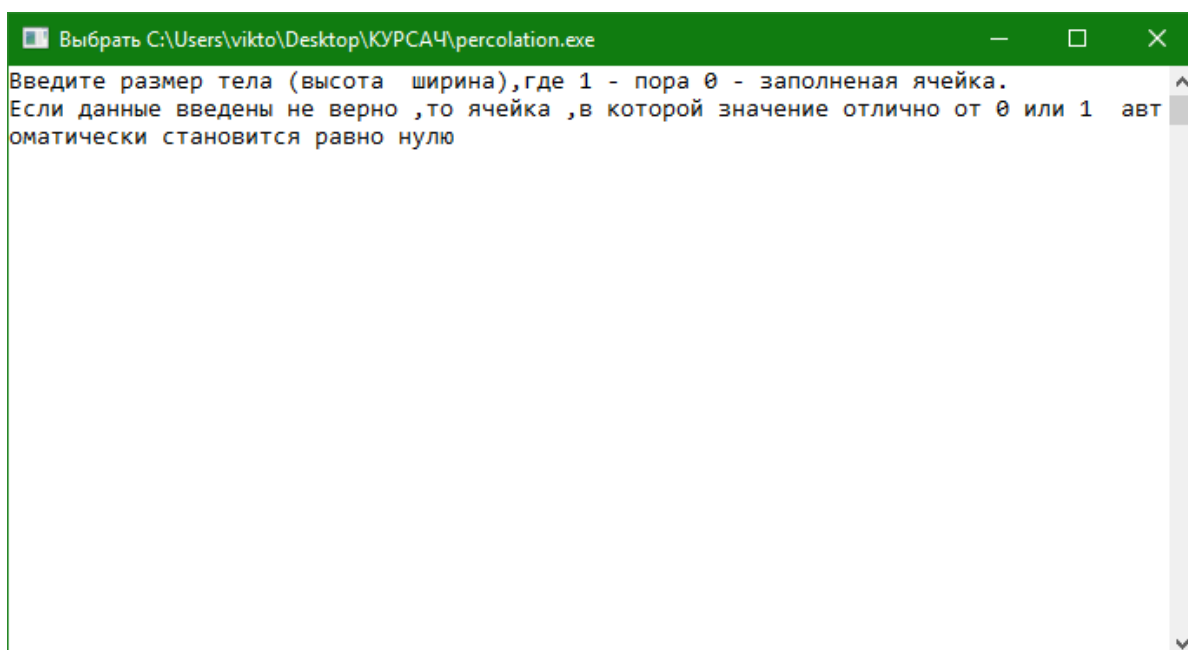 Выбрать C:\Users\vikto\Desktop\КУРСАЧ\percolation.exe
Введите размер тела (высота  ширина),где 1 - пора 0 - заполненая ячейка.
Если данные введены не верно ,то ячейка ,в которой значение отлично от 0 или 1  авт
оматически становится равно нулю